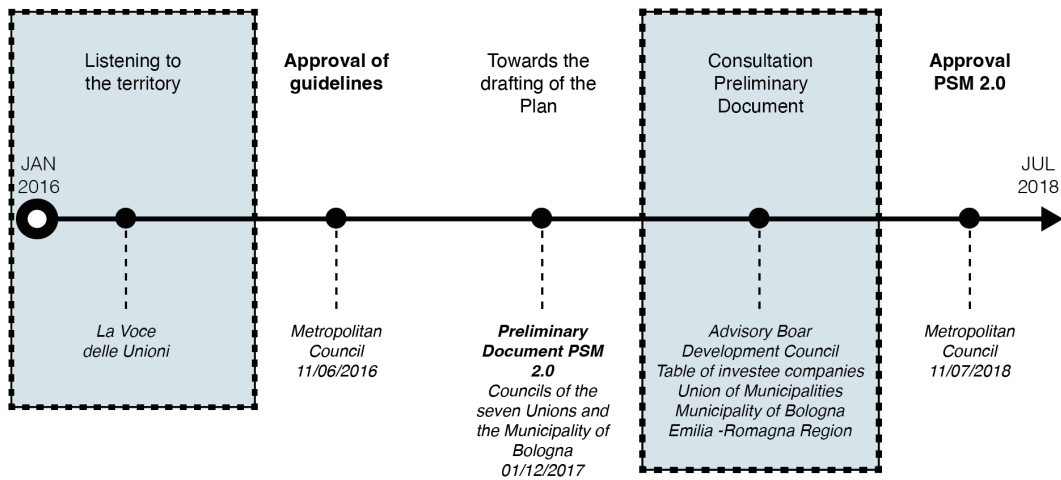 Listening to
the territory
Approval of
guidelines
Towards the
drafting of the
Plan
Consultation
Preliminary
Document
Approval
PSM 2.0
JAN
2016
JUL
2018
La Voce
delle Unioni
Metropolitan
Council
11/06/2016
Preliminary
Document PSM
2.0
Councils of the
seven Unions and
the Municipality of
Bologna
01/12/2017
Advisory Boar
Development Council
Table of investee companies
Union of Municipalities
Municipality of Bologna
Emilia -Romagna Region
Metropolitan
Council
11/07/2018